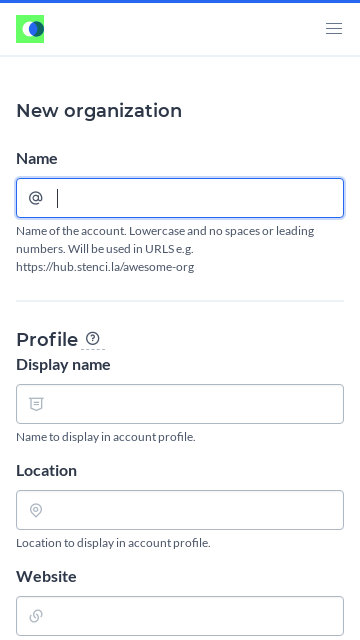 New organization
Name
@
Name of the account. Lowercase and no spaces or leading
numbers. Will be used in URLS e.g.
https://hub.stenci.la/awesome-org
Profile
Display name
Name to display in account profile.
Location
Location to display in account profile.
Website